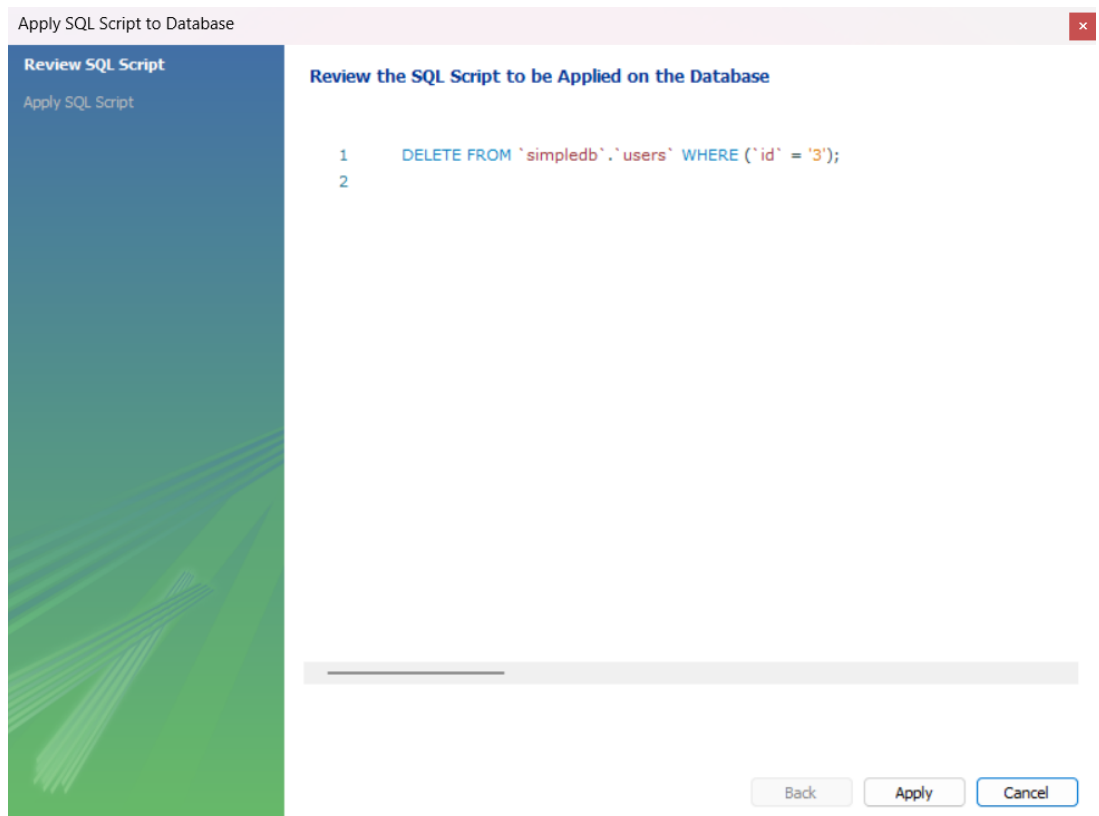 Apply SQL Script to Database
Review SQL Script
Apply SQL Script
Review the SQL Script to be Applied on the Database
1 DELETE FROM `simpledb`.`users` WHERE (`id` = '3');
2
Back Apply Cancel